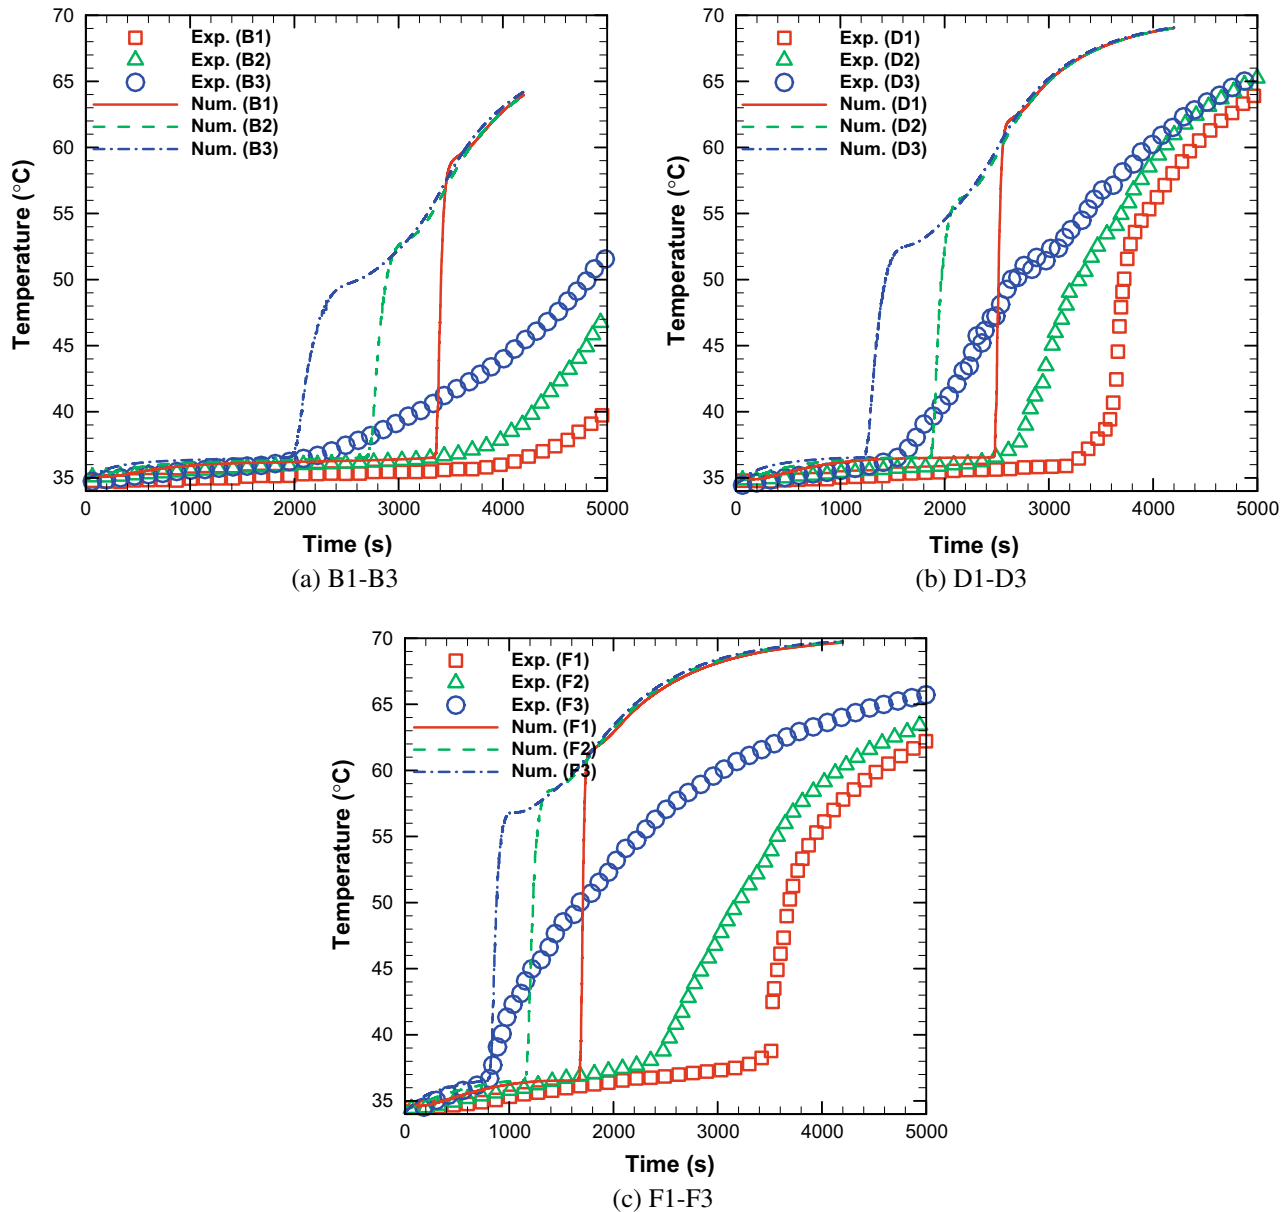 70
65
60
55
50
45
40
35
Temperature (°C)
Exp. (B1)
Exp. (B2)
Exp. (B3)
Num. (B1)
Num. (B2)
Num. (B3)
0 1000 2000 3000 4000 5000
Time (s)
(a) B1-B3
70
65
60
55
50
45
40
35
Temperature (°C)
Exp. (D1)
Exp. (D2)
Exp. (D3)
Num. (D1)
Num. (D2)
Num. (D3)
0 1000 2000 3000 4000 5000
Time (s)
(b) D1-D3
70
65
60
55
50
45
40
35
Temperature (°C)
Exp. (F1)
Exp. (F2)
Exp. (F3)
Num. (F1)
Num. (F2)
Num. (F3)
0 1000 2000 3000 4000 5000
Time (s)
(c) F1-F3